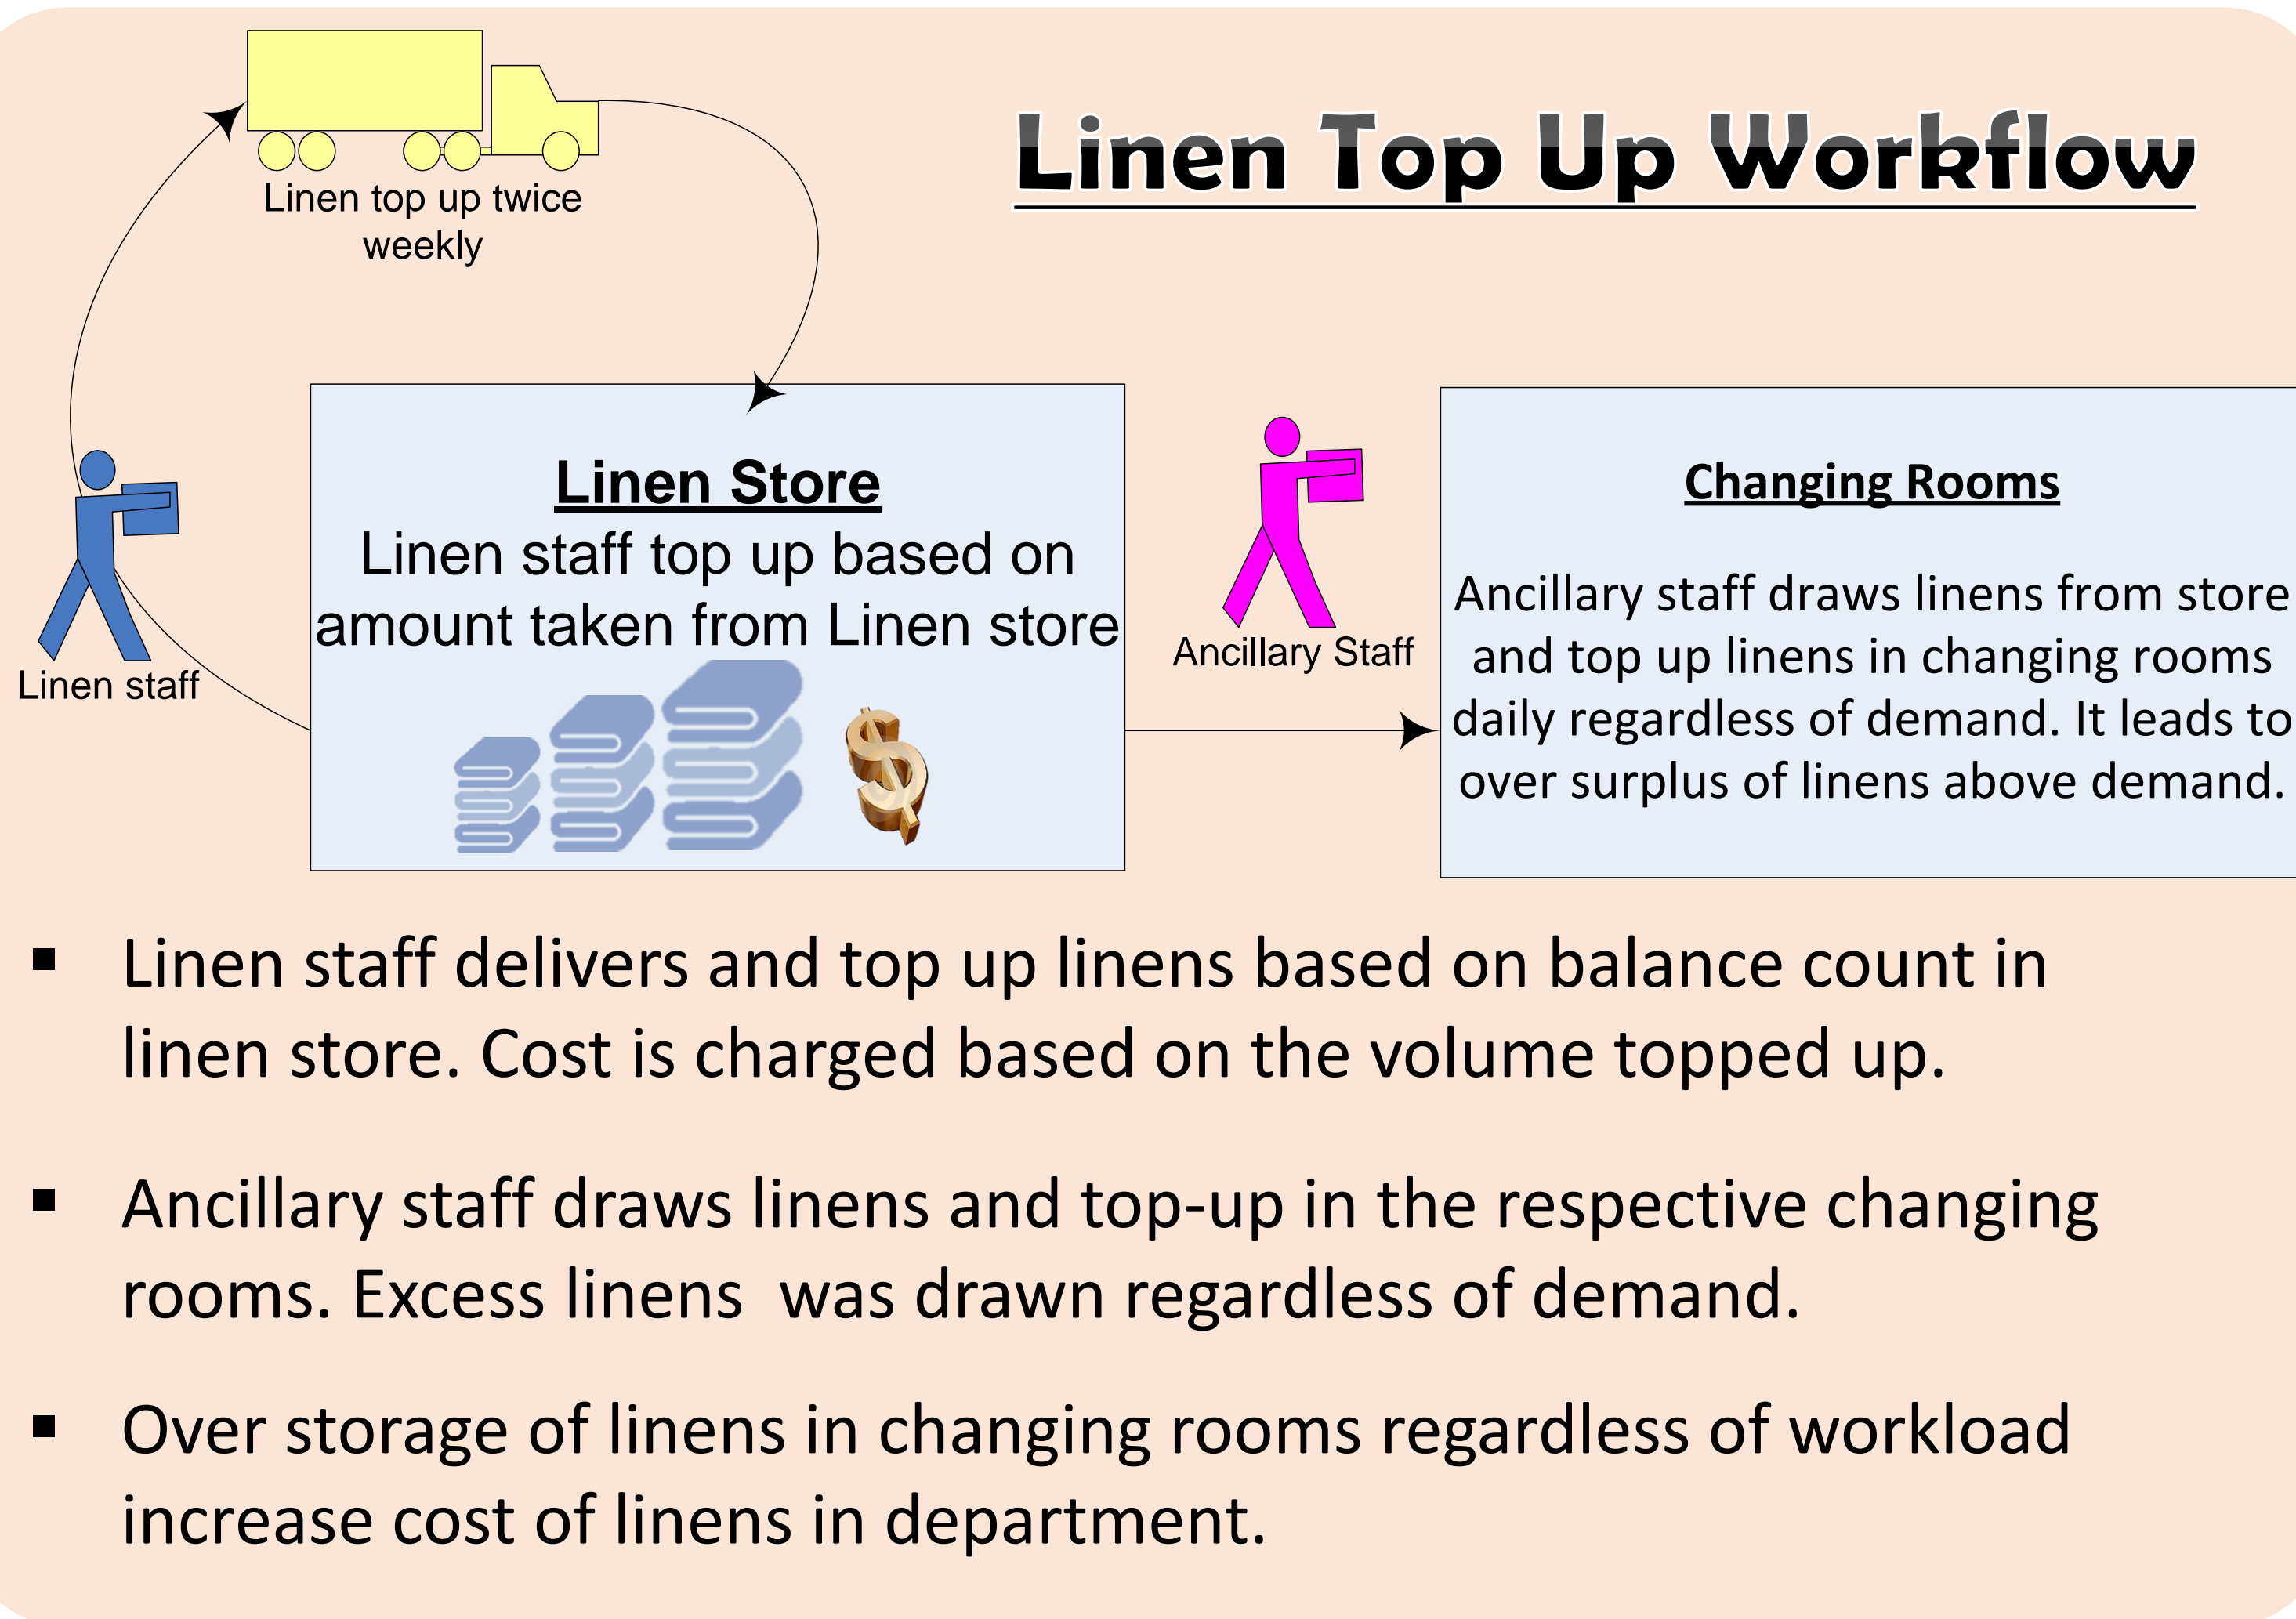 Linen Top Up Workflow
Linen top up twice
weekly
Linen staff
Linen Store
Linen staff top up based on
amount taken from Linen store
Ancillary Staff
Changing Rooms
Ancillary staff draws linens from store
and top up linens in changing rooms
daily regardless of demand. It leads to
over surplus of linens above demand.
▪ Linen staff delivers and top up linens based on balance count in
linen store. Cost is charged based on the volume topped up.
▪ Ancillary staff draws linens and top-up in the respective changing
rooms. Excess linens  was drawn regardless of demand.
▪ Over storage of linens in changing rooms regardless of workload
increase cost of linens in department.